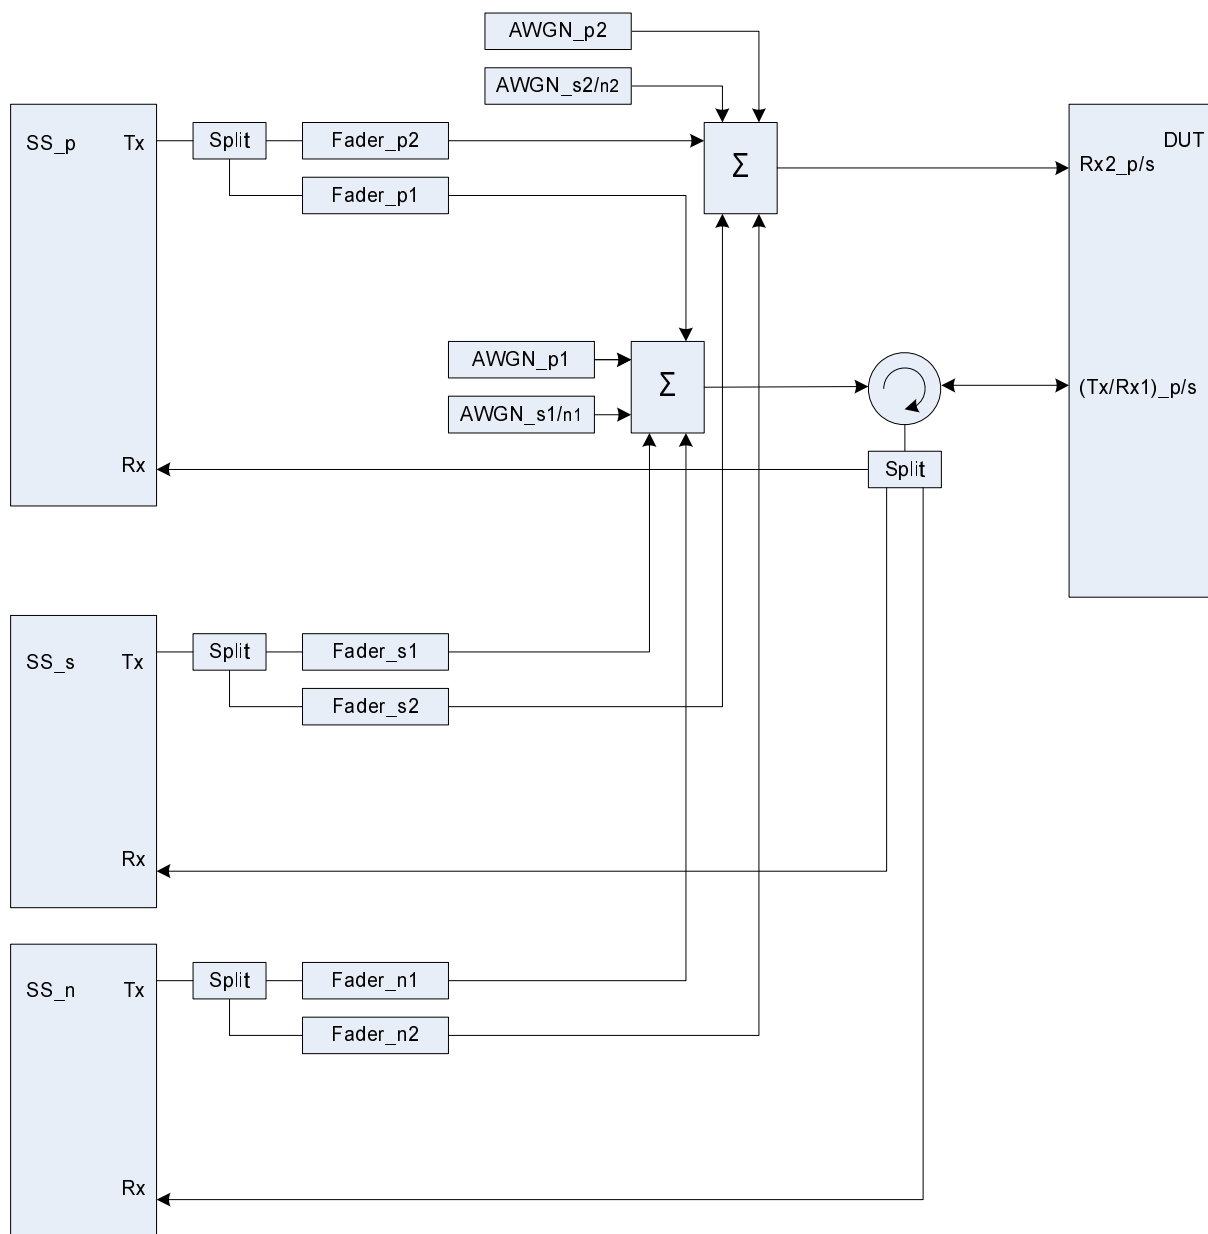 AWGN_p2
AWGN_s2/n2
SS_p Tx
Split
Fader_p2
Σ
DUT
Rx2_p/s
Fader_p1
AWGN_p1
Σ
(Tx/Rx1)_p/s
AWGN_s1/n1
Rx
Split
SS_s Tx
Split
Fader_s1
Fader_s2
Rx
SS_n Tx
Split
Fader_n1
Fader_n2
Rx